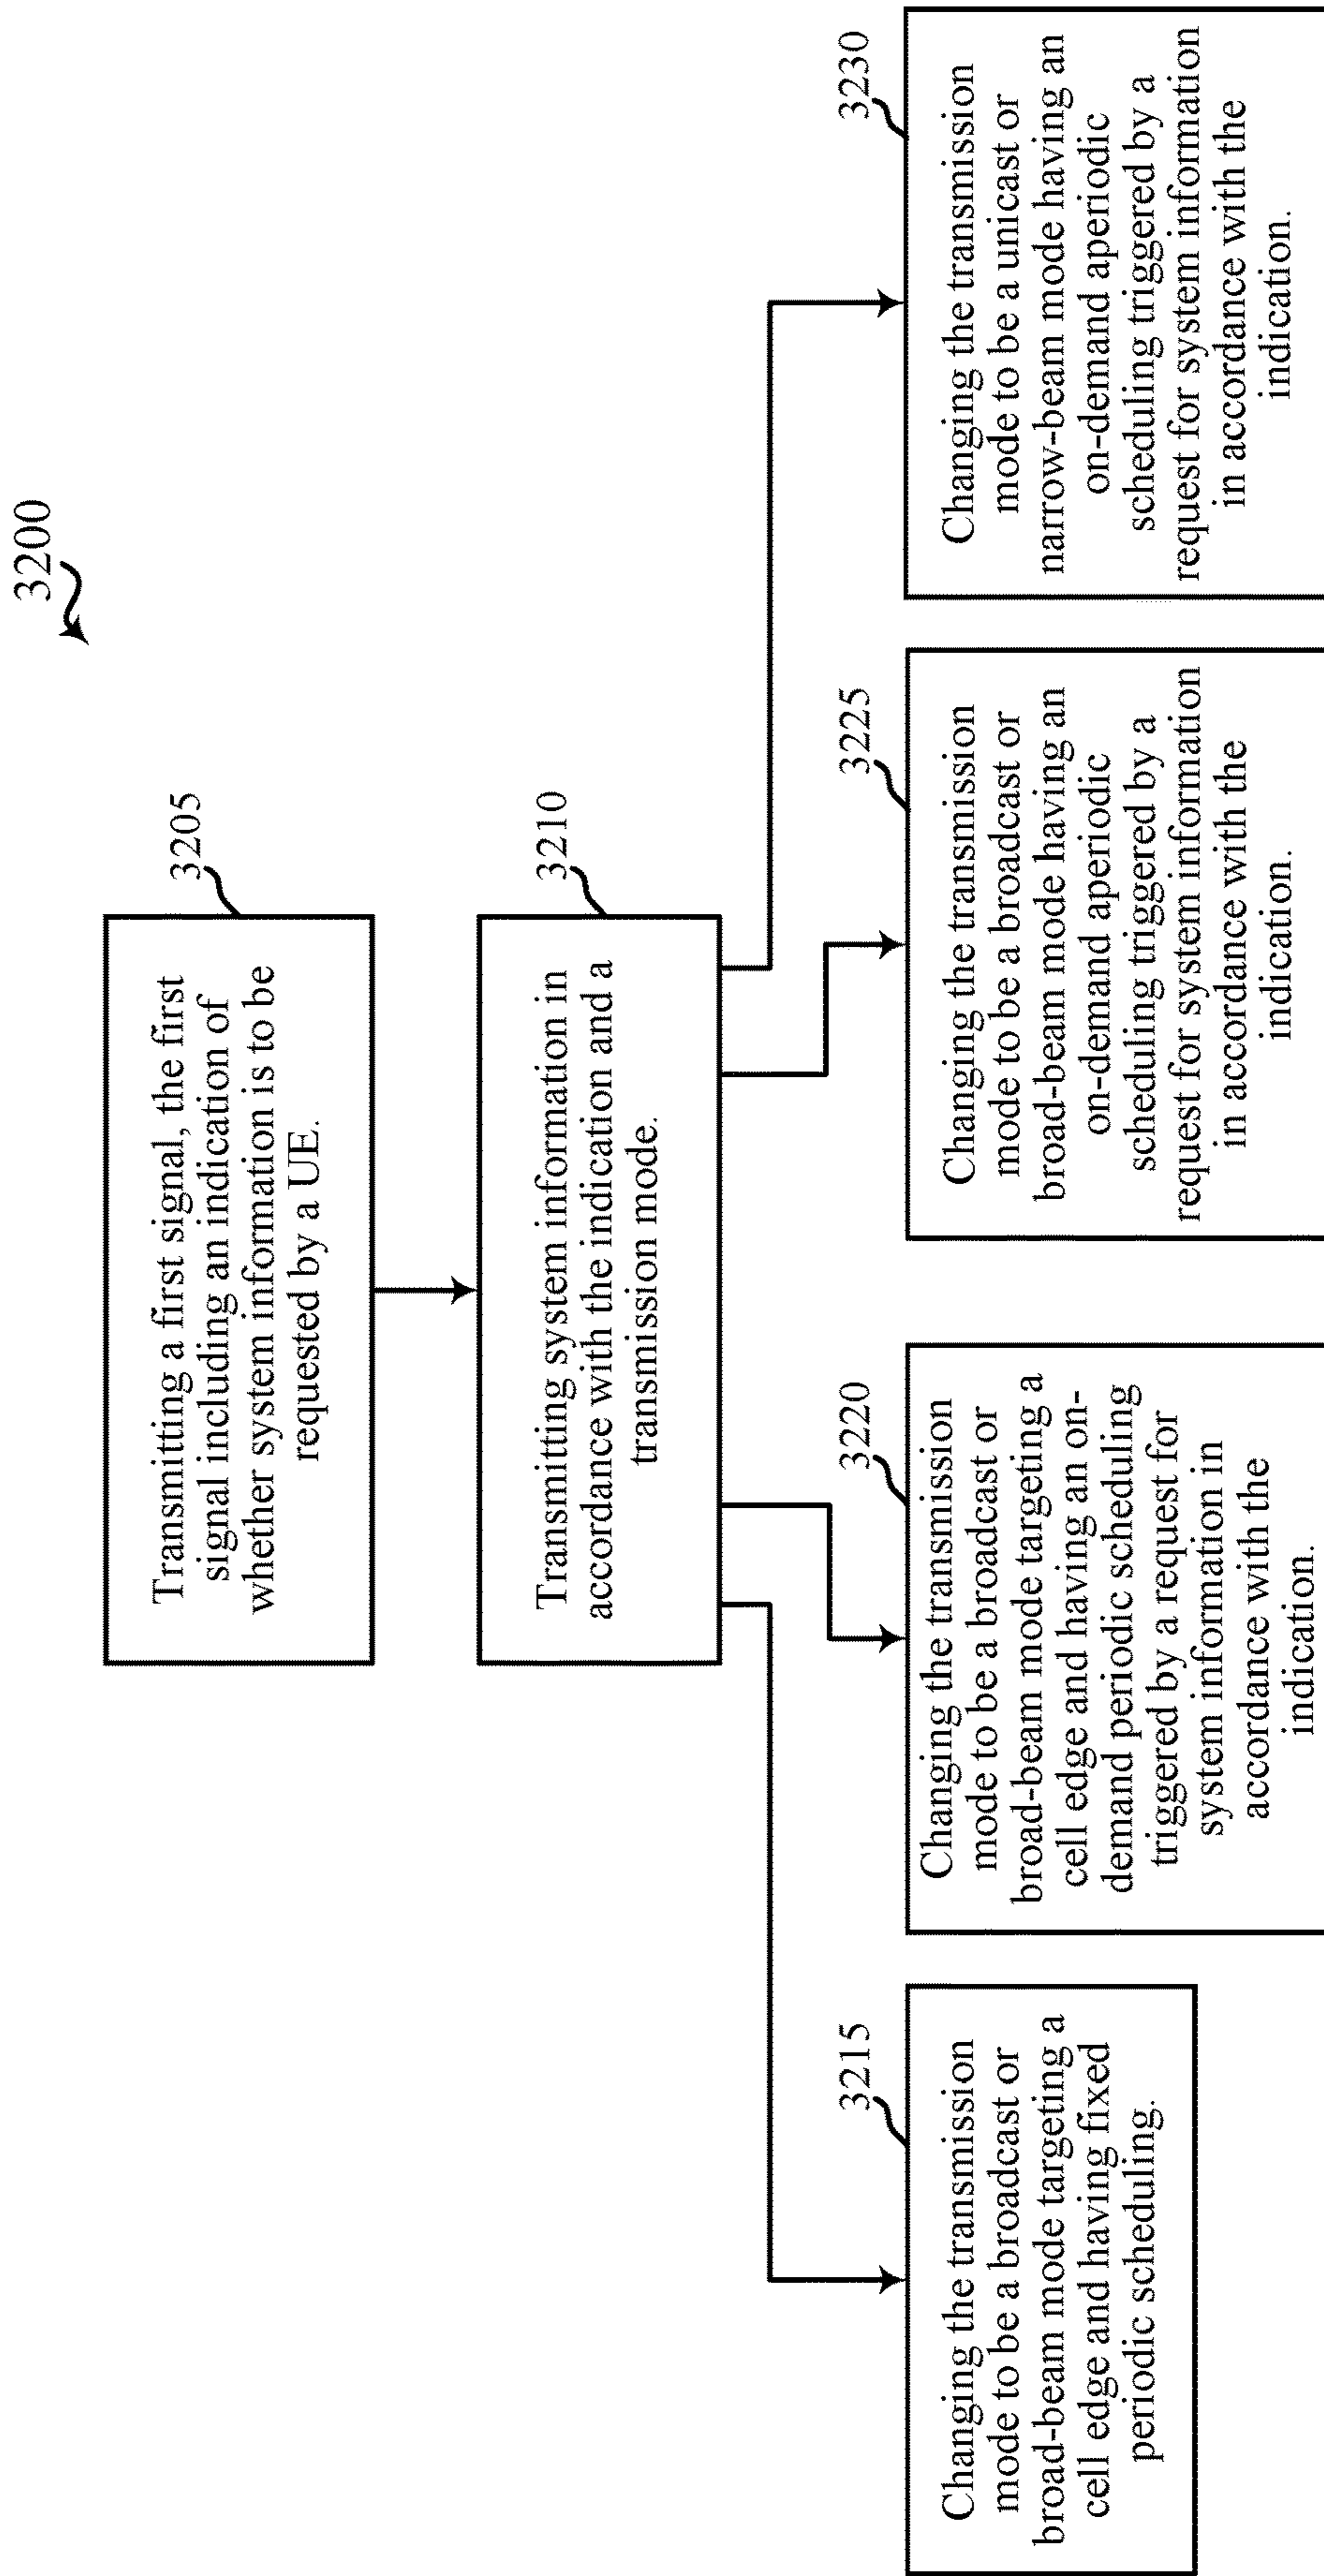 3200
3205
Transmitting a first signal, the first
signal including an indication of
whether system information is to be
requested by a UE.
3210
Transmitting system information in
accordance with the indication and a
transmission mode.
3215
Changing the transmission
mode to be a broadcast or
broad-beam mode targeting a
cell edge and having fixed
periodic scheduling.
3220
Changing the transmission
mode to be a broadcast or
broad-beam mode targeting a
cell edge and having an on-
demand periodic scheduling
triggered by a request for
system information in
accordance with the
indication.
3225
Changing the transmission
mode to be a broadcast or
broad-beam mode having an
on-demand aperiodic
scheduling triggered by a
request for system information
in accordance with the
indication.
3230
Changing the transmission
mode to be a unicast or
narrow-beam mode having an
on-demand aperiodic
scheduling triggered by a
request for system information
in accordance with the
indication.